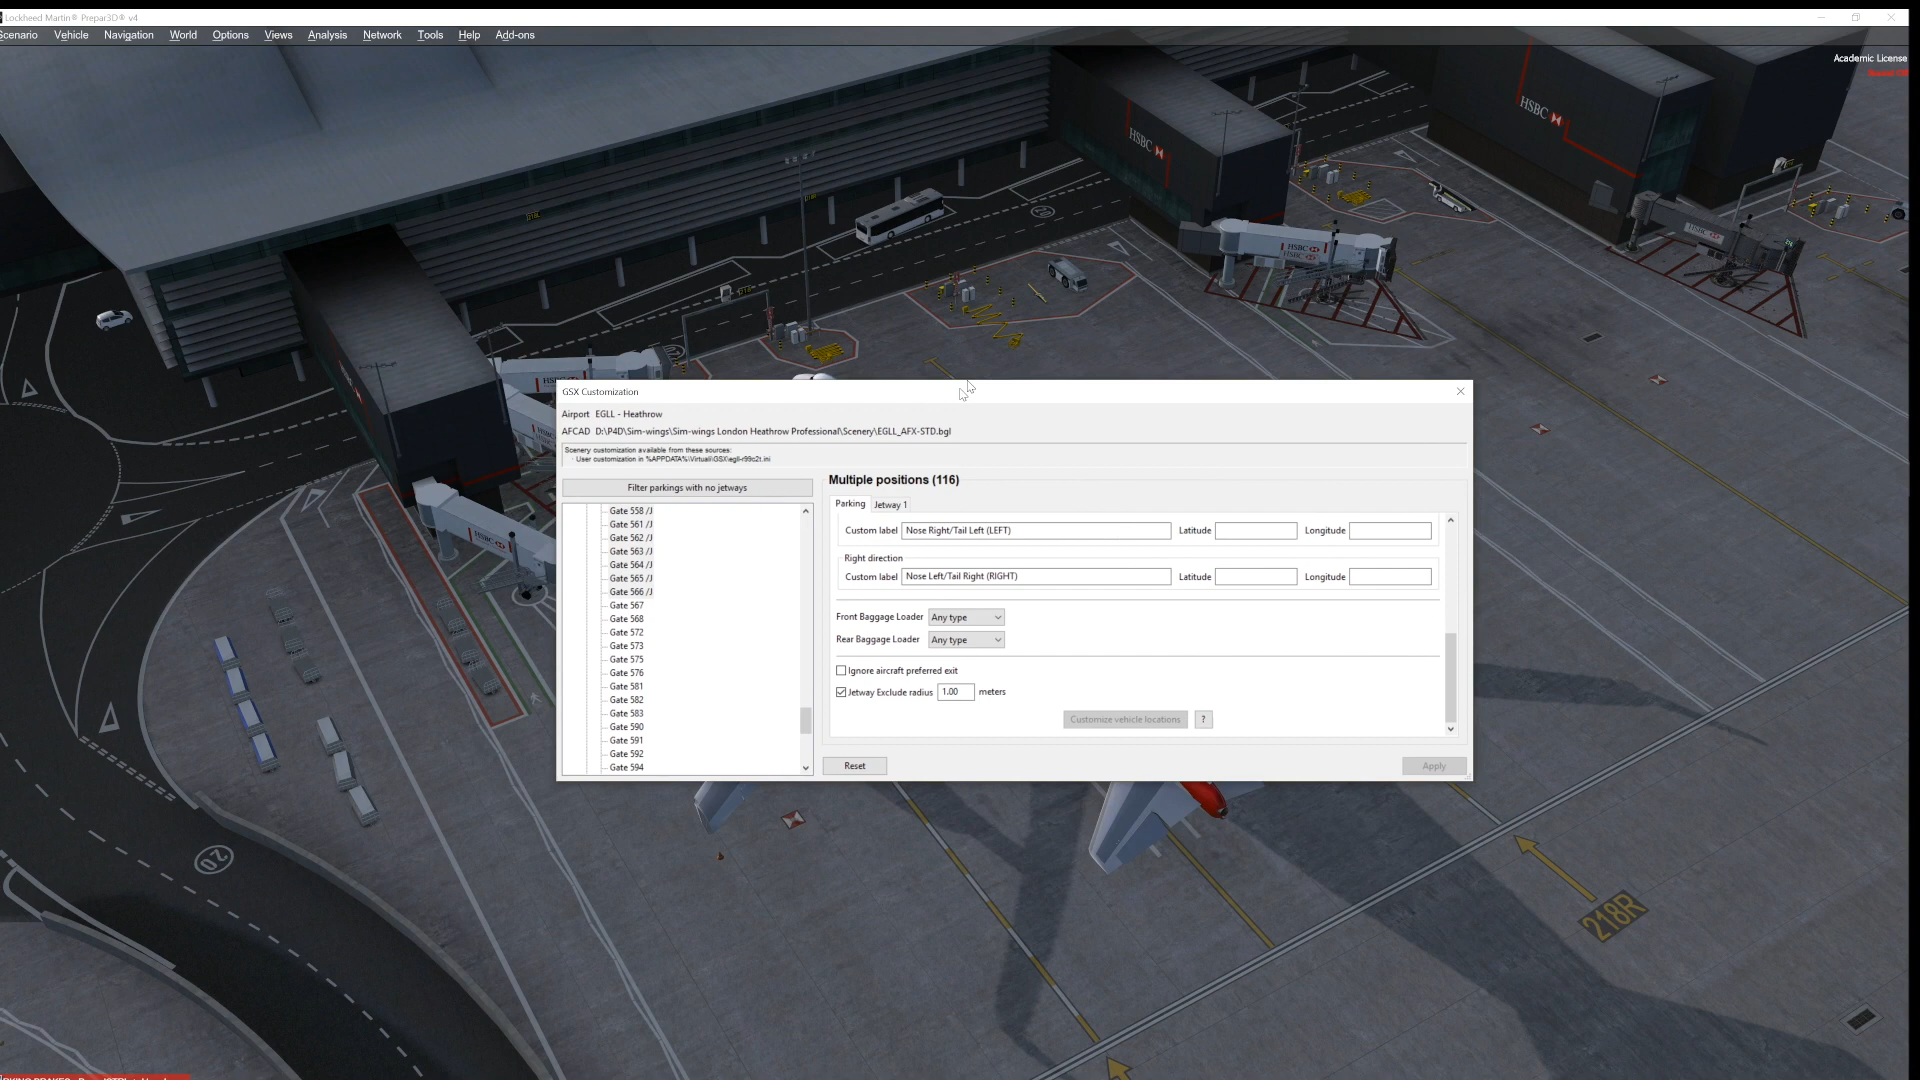 Lockheed Martin® Prepar3D® v4
Scenario Vehicle Navigation World Options Views Analysis Network Tools Help Add-ons
Academic License
HSBC
HSBC
HSBC
HSBC
HSBC
20
GSX Customization
Airport EGLL - Heathrow
AFCAD D:\P4D\Sim-wings\Sim-wings London Heathrow Professional\Scenery\EGLL_AFX-STD.bgl
Scenery customization available from these sources:
· User customization in %APPDATA%\Virtuali\GSX\egll-r99c2t.ini
Filter parkings with no jetways
Gate 558 /J
Gate 561 /J
Gate 562 /J
Gate 563 /J
Gate 564 /J
Gate 565 /J
Gate 566 /J
Gate 567
Gate 568
Gate 572
Gate 573
Gate 575
Gate 576
Gate 581
Gate 582
Gate 583
Gate 590
Gate 591
Gate 592
Gate 594
Multiple positions (116)
Parking Jetway 1
Custom label Nose Right/Tail Left (LEFT) Latitude Longitude
Right direction
Custom label Nose Left/Tail Right (RIGHT) Latitude Longitude
Front Baggage Loader Any type
Rear Baggage Loader Any type
Ignore aircraft preferred exit
Jetway Exclude radius 1.00 meters
Customize vehicle locations ?
Reset Apply
20
218R